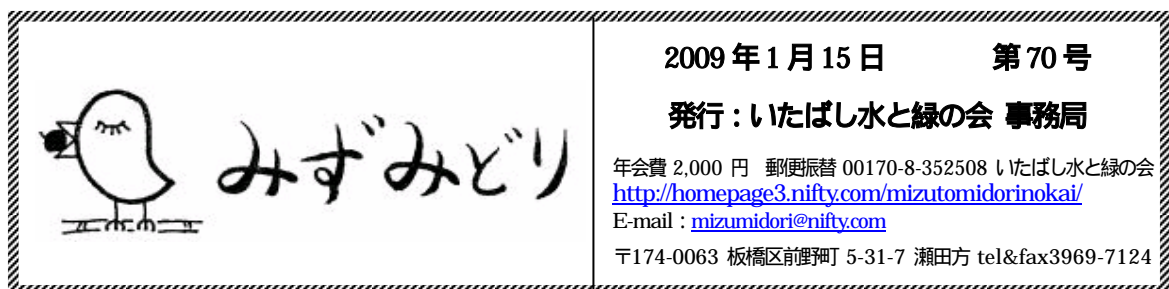 みずみどり
2009年1月15日 第70号
発行：いたばし水と緑の会 事務局
年会費 2,000 円 郵便振替 00170-8-352508 いたばし水と緑の会
http://homepage3.nifty.com/mizutomidorinokai/
E-mail：mizumidori@nifty.com
〒174-0063 板橋区前野町 5-31-7 瀬田方 tel&fax3969-7124